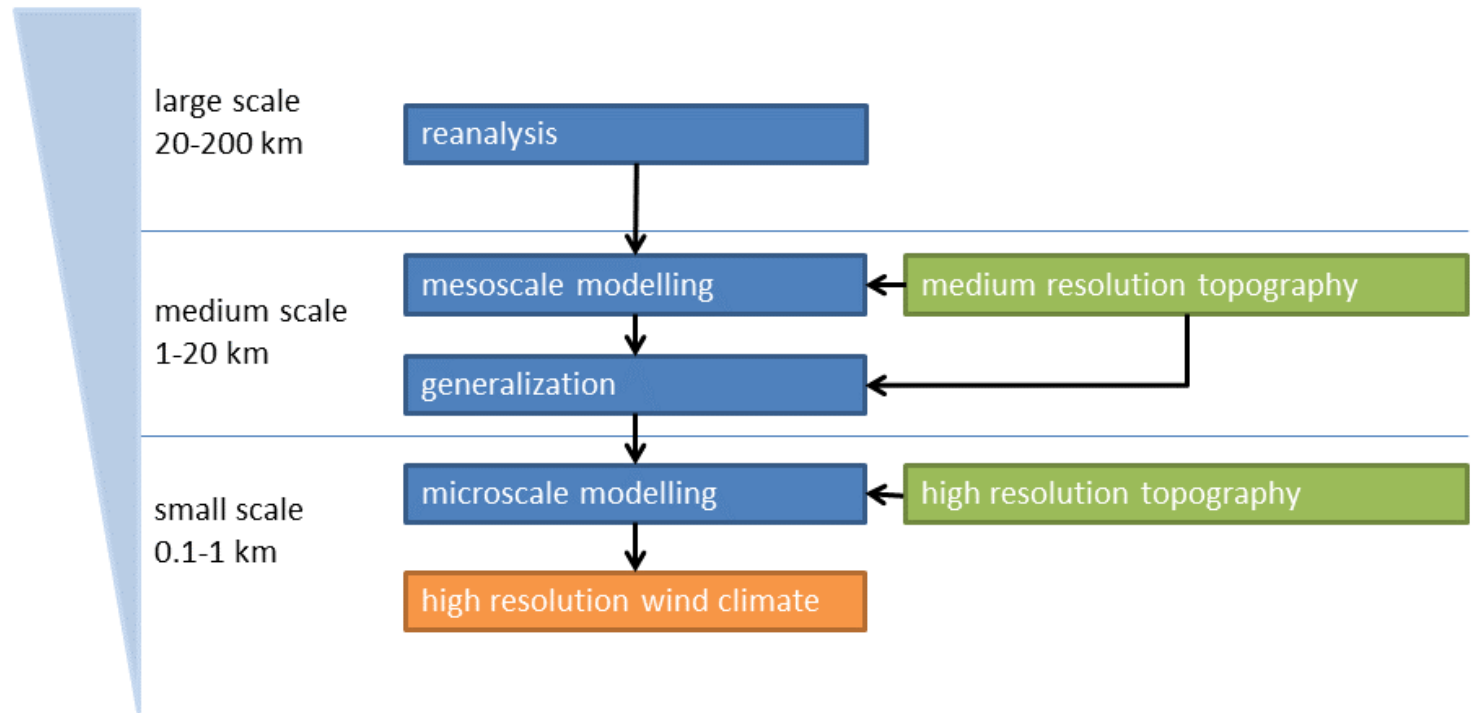 large scale
20-200 km
reanalysis
medium scale
1-20 km
mesoscale modelling
medium resolution topography
generalization
small scale
0.1-1 km
microscale modelling
high resolution topography
high resolution wind climate